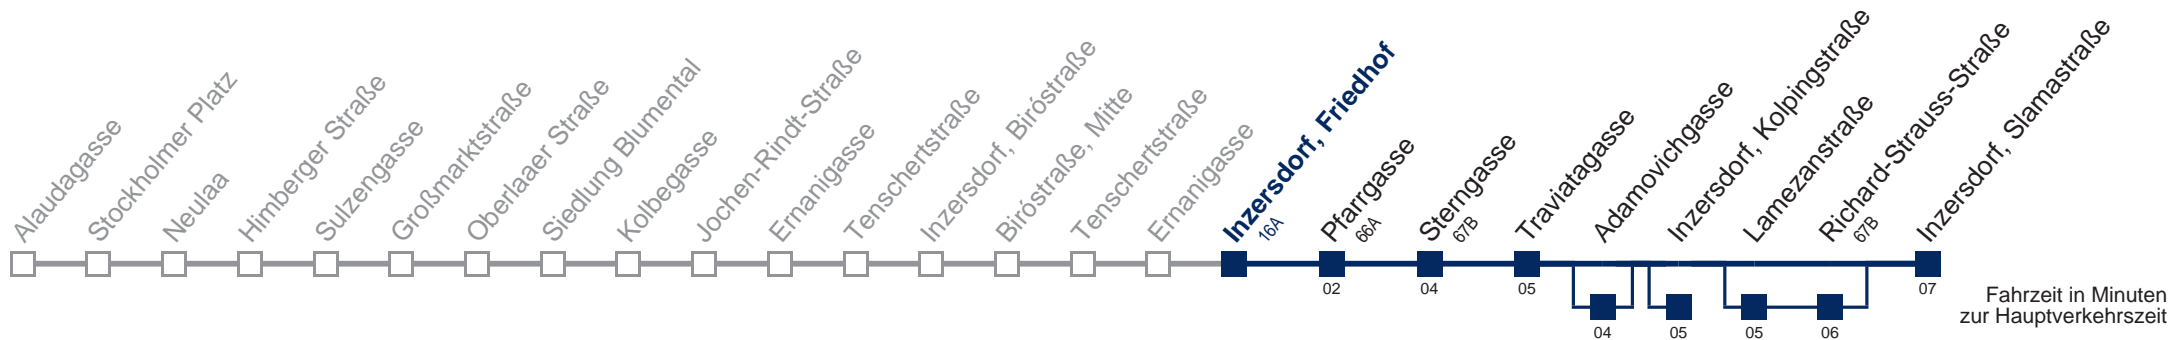 Alaudagasse
Stockholmer Platz
Neulaa
Himberger Straße
Sulzengasse
Großmarktstraße
Oberlaaer Straße
Siedlung Blumental
Kolbegasse
Jochen-Rindt-Straße
Ernanigasse
Tenschertstraße
Inzersdorf, Biróstraße
Biróstraße, Mitte
Tenschertstraße
Ernanigasse
Inzersdorf, Friedhof
16A
Pfarrgasse
66A
Sterngasse
67B
Traviatagasse
Adamovichgasse
Inzersdorf, Kolpingstraße
Lamezanstraße
Richard-Strauss-Straße
67B
Inzersdorf, Slamastraße
02
04
05
07
04
05
05
06
Fahrzeit in Minuten
zur Hauptverkehrszeit